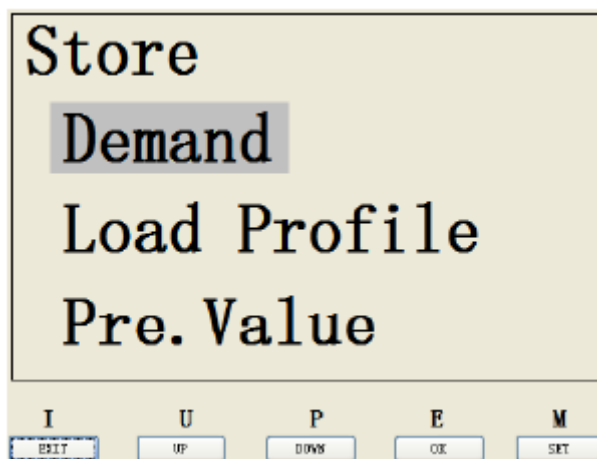 Store
Demand
Load Profile
Pre.Value
I U P E M
EXIT UP DOWN OK SET